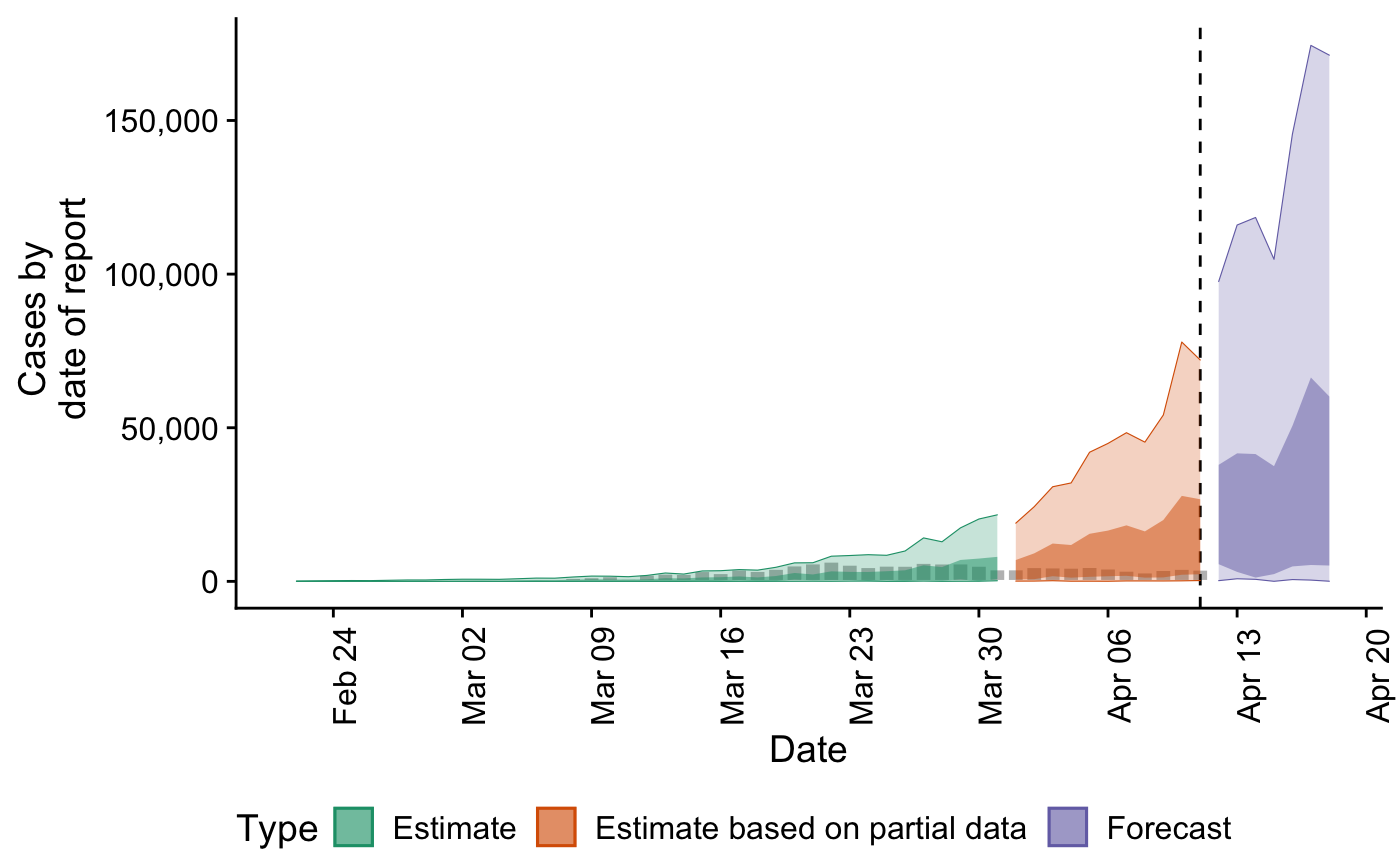 Cases by
date of report
150,000
100,000
50,000
0
Feb 24
Mar 02
Mar 09
Mar 16
Mar 23
Mar 30
Apr 06
Apr 13
Apr 20
Date
Type Estimate Estimate based on partial data Forecast